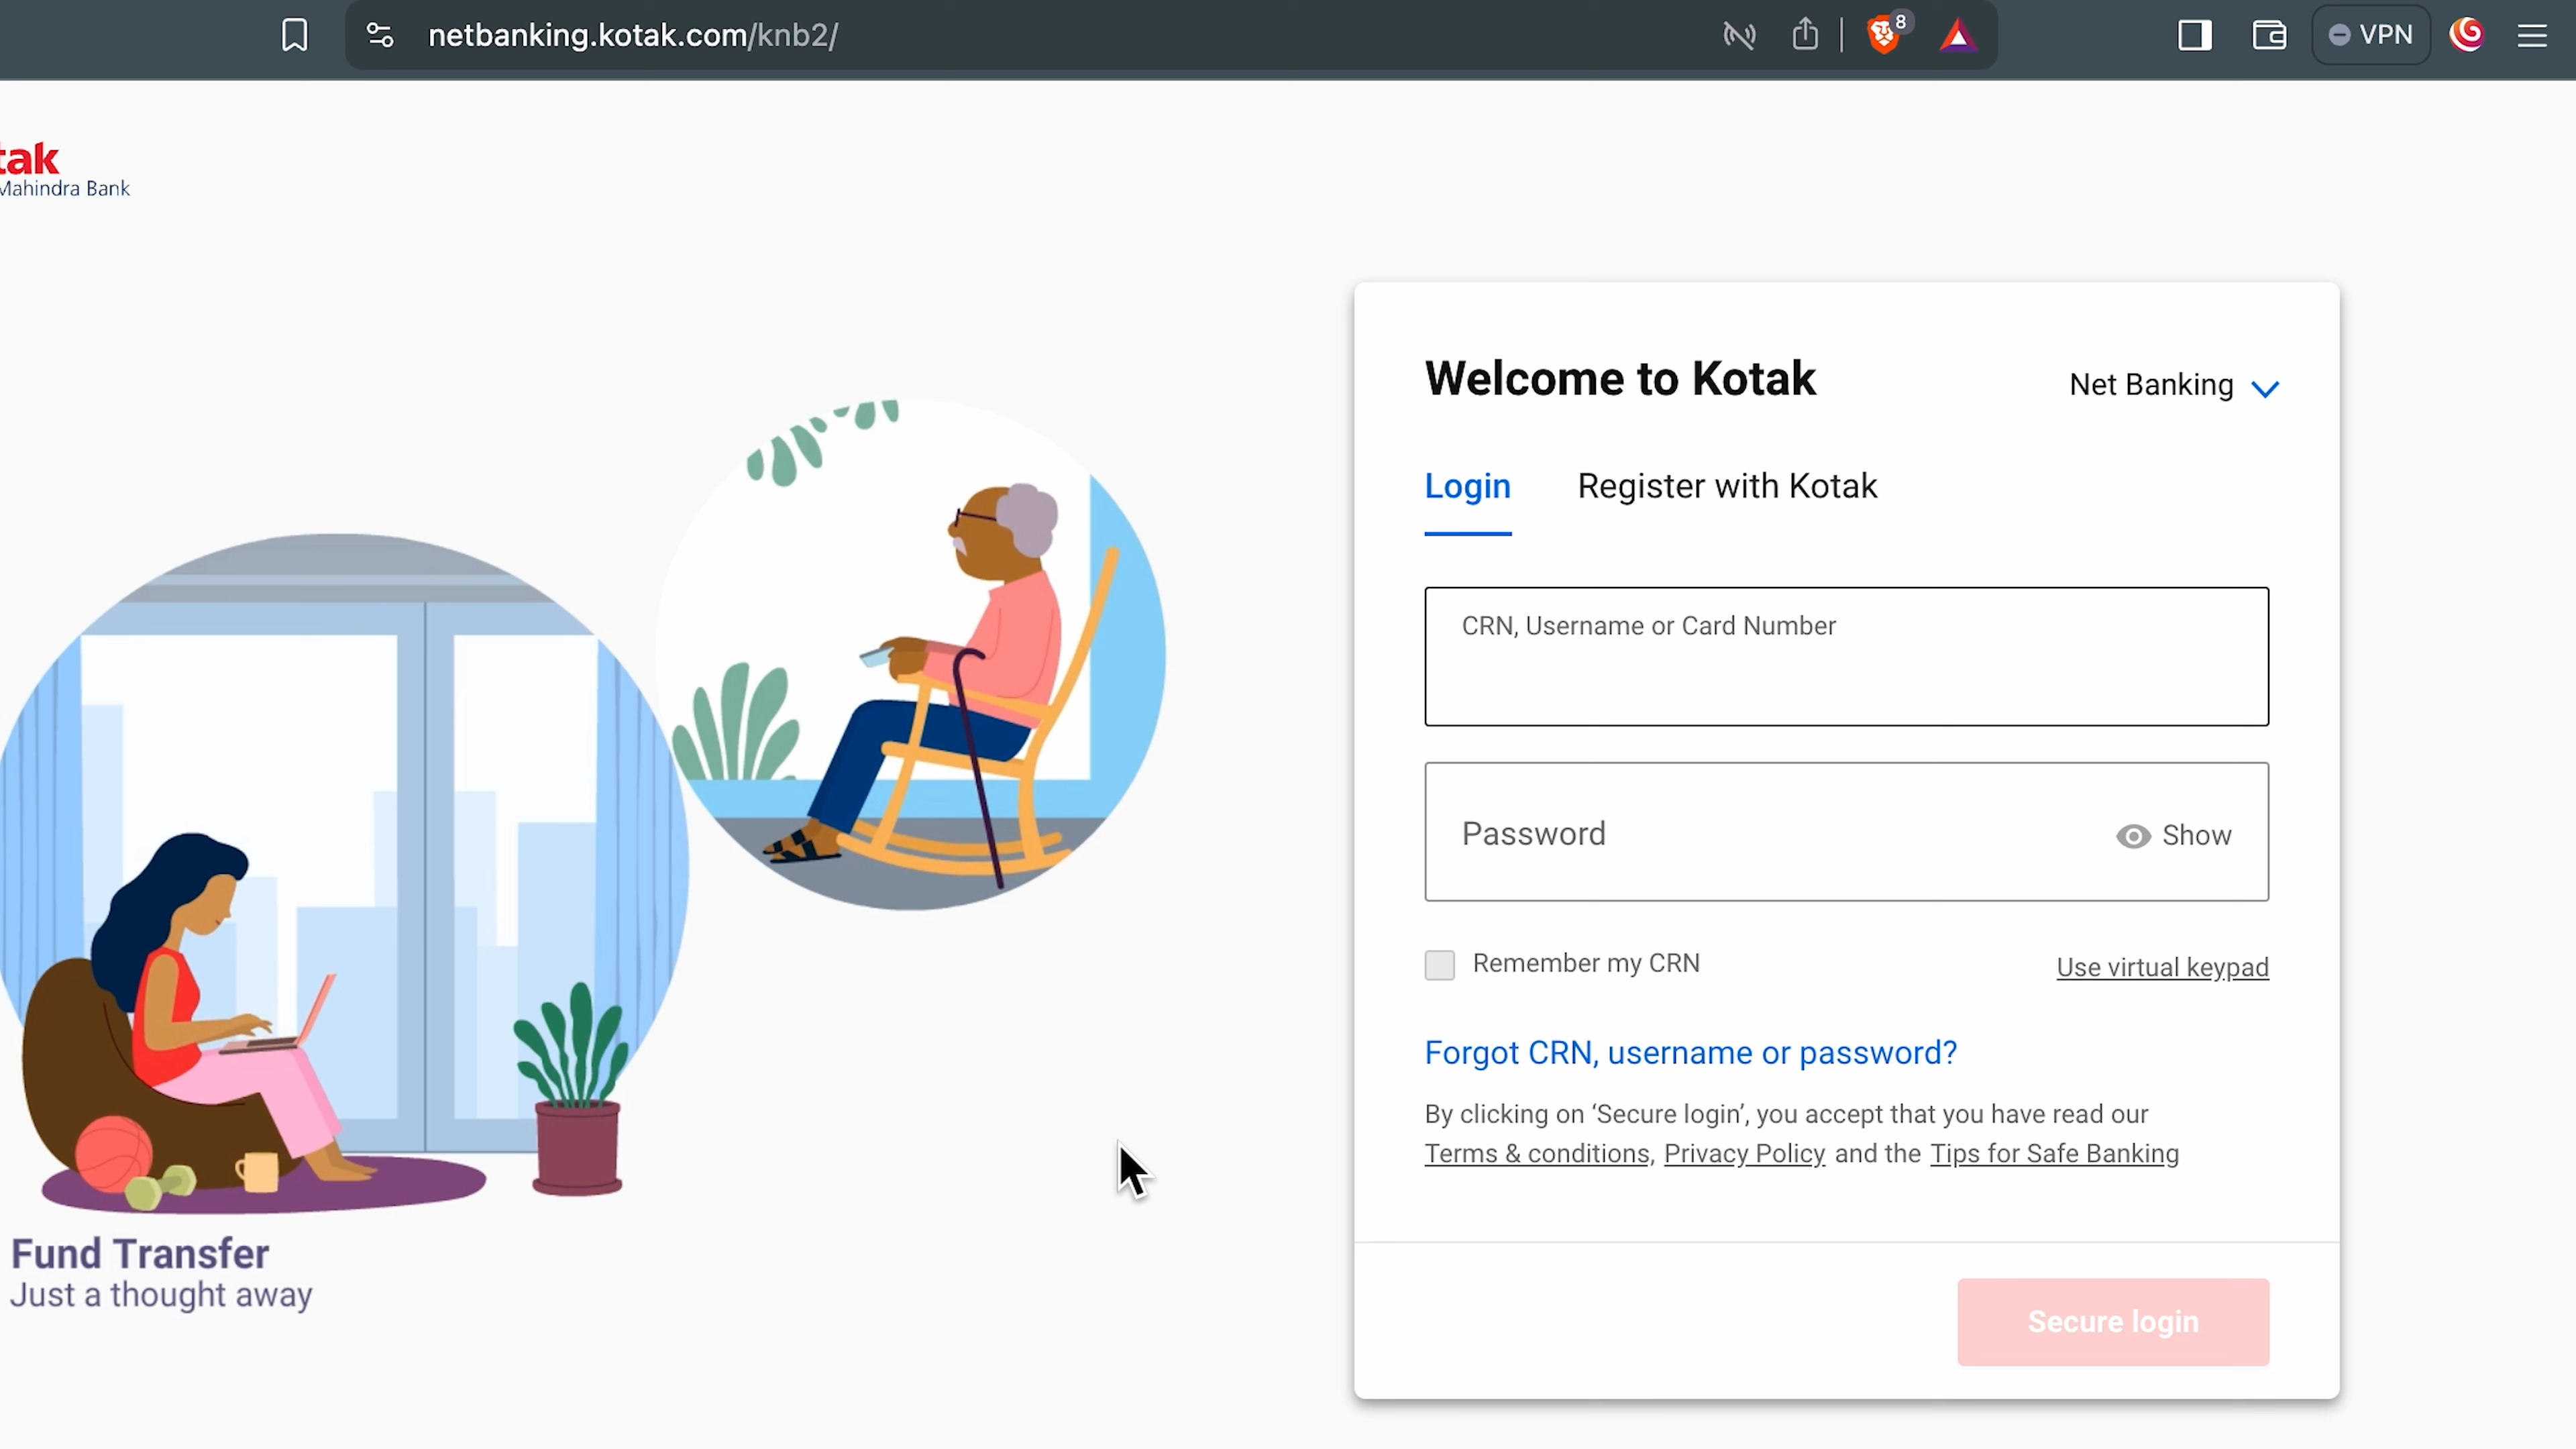 netbanking.kotak.com/knb2/
8
VPN
tak
Mahindra Bank
Welcome to Kotak
Net Banking
Login
Register with Kotak
CRN, Username or Card Number
Password
Show
Remember my CRN
Use virtual keypad
Forgot CRN, username or password?
By clicking on ‘Secure login’, you accept that you have read our
Terms & conditions, Privacy Policy and the Tips for Safe Banking
Secure login
Fund Transfer
Just a thought away